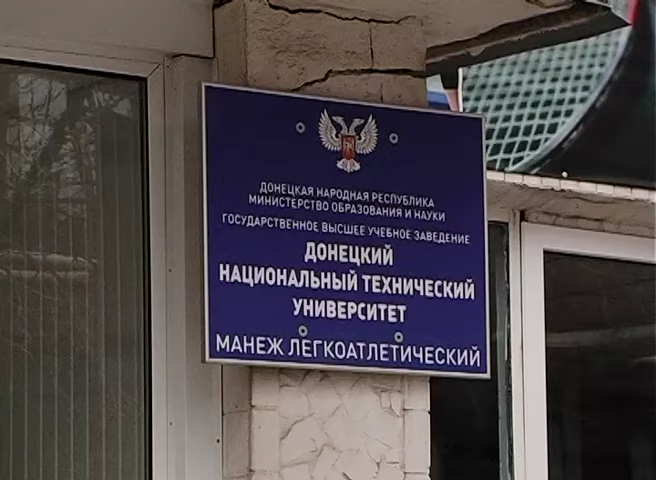 ДОНЕЦКАЯ НАРОДНАЯ РЕСПУБЛИКА
МИНИСТЕРСТВО ОБРАЗОВАНИЯ И НАУКИ
ГОСУДАРСТВЕННОЕ ВЫСШЕЕ УЧЕБНОЕ ЗАВЕДЕНИЕ
ДОНЕЦКИЙ
НАЦИОНАЛЬНЫЙ ТЕХНИЧЕСКИЙ
УНИВЕРСИТЕТ
МАНЕЖ ЛЕГКОАТЛЕТИЧЕСКИЙ